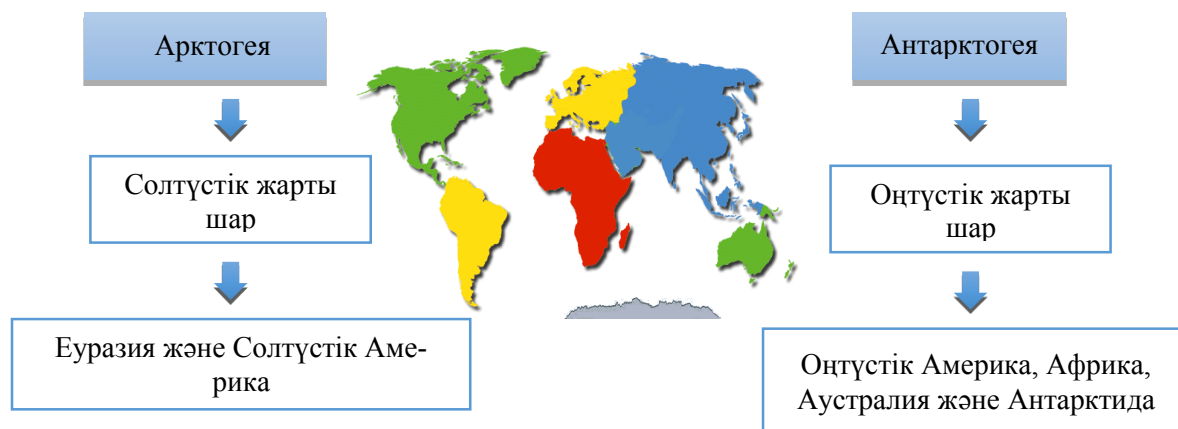 Арктогея
Солтүстік жарты
шар
Еуразия және Солтүстік Аме-
рика
Антарктогея
Оңтүстік жарты
шар
Оңтүстік Америка, Африка,
Аустралия және Антарктида